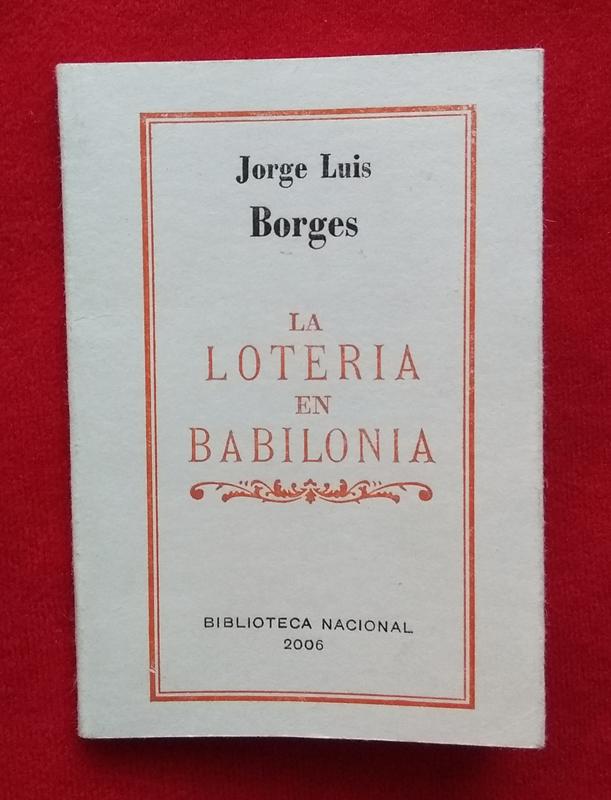 Jorge Luis
Borges
LA
LOTERIA
EN
BABILONIA
BIBLIOTECA NACIONAL
2006